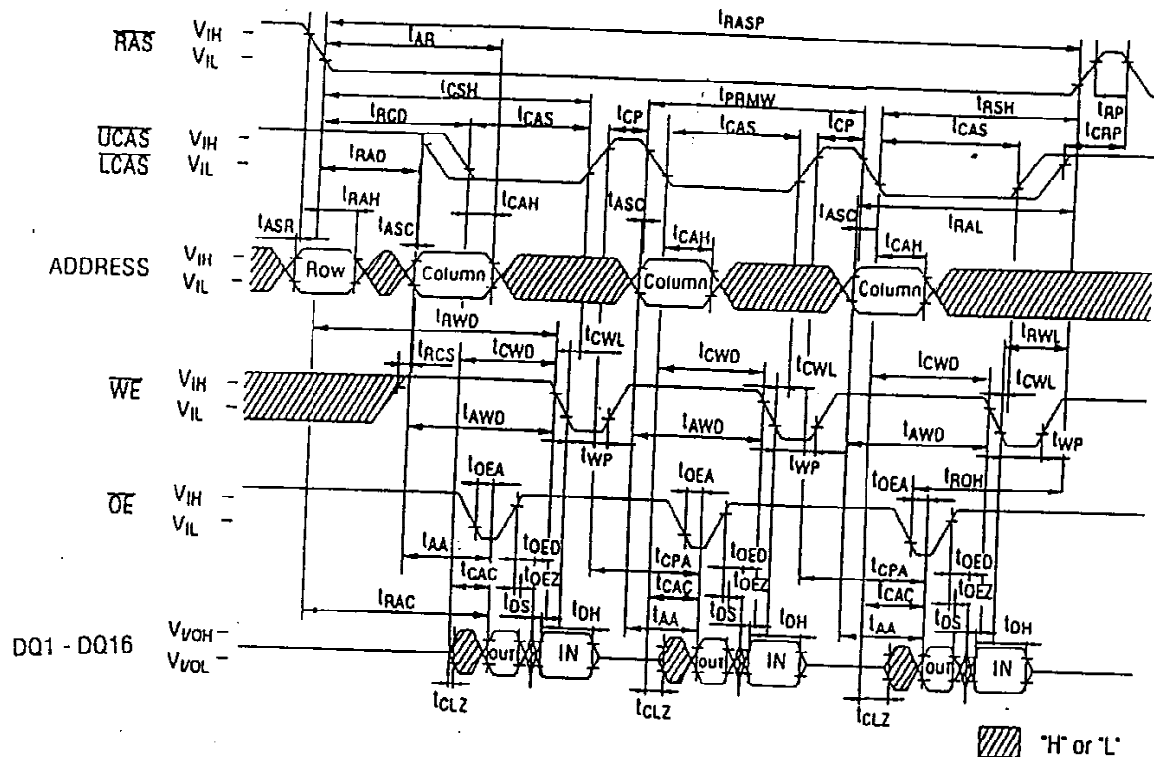 tRASP
RAS VIH
tAR
VIL
tRP
tCSH tPRMW tRSH
tRCD tCAS tCP tCAS tCP tCAS tCRP
UCAS VIH
LCAS VIL
tRAD
tRAH
tASR tASC tCAH tASC tCAH tASC tRAL tCAH
ADDRESS VIH
VIL
Row Column Column Column
tRWD
tRCS tCWD tCWL tCWD tCWL tCWD tRWL tCWL
WE VIH
VIL
tAWD tWP tAWD tWP tAWD tWP
tOEA tOEA tOEA tROH
OE VIH
VIL
tAA tOED tCPA tOED tCPA tOED
tCAC tOEZ tCAC tOEZ tCAC tOEZ
tRAC tDS tDH tAA tDS tDH tAA tDS tDH
DQ1 - DQ16 VI/OH
VI/OL
OUT IN OUT IN OUT IN
tCLZ tCLZ tCLZ
"H" or "L"